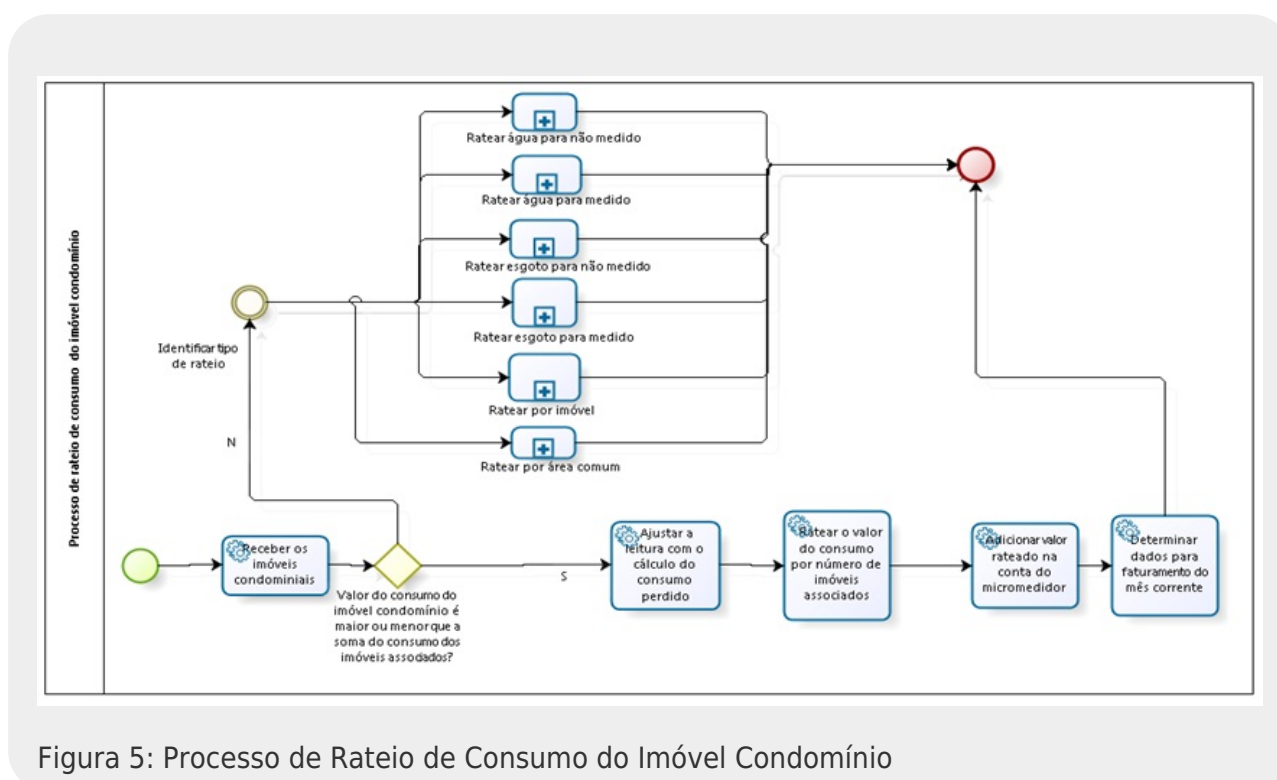 Processo de rateio de consumo do imóvel condomínio
Ratear água para não medido
Ratear água para medido
Ratear esgoto para não medido
Ratear esgoto para medido
Ratear por imóvel
Ratear por área comum
Identificar tipo
de rateio
N
Receber os
imóveis
condominiais
Valor do consumo do
imóvel condomínio é
maior ou menor que a
soma do consumo dos
imóveis associados?
S
Ajustar a
leitura com o
cálculo do
consumo
perdido
Ratear o valor
do consumo
por número de
imóveis
associados
Adicionar valor
rateado na
conta do
micromedidor
Determinar
dados para
faturamento do
mês corrente
Figura 5: Processo de Rateio de Consumo do Imóvel Condomínio